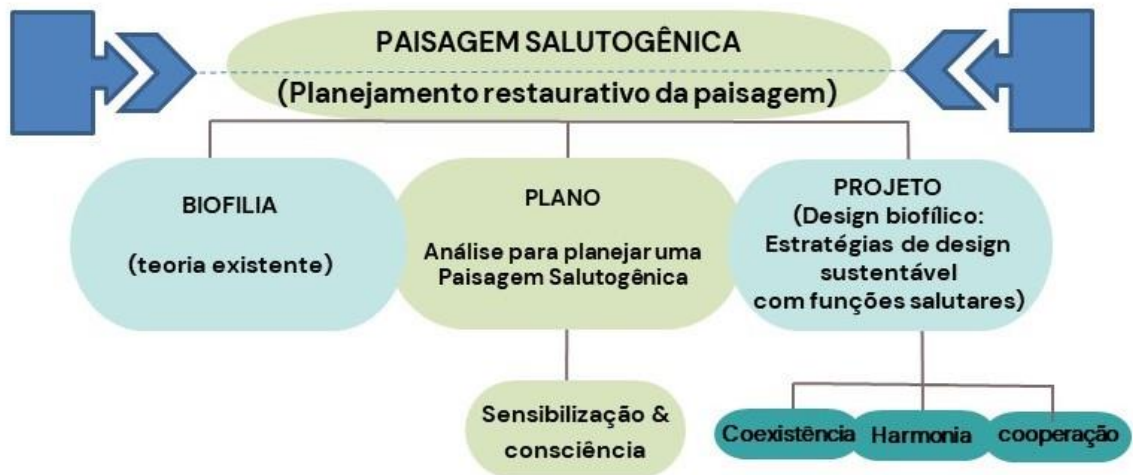 PAISAGEM SALUTOGÊNICA
(Planejamento restaurativo da paisagem)
BIOFILIA
(teoria existente)
PLANO
Análise para planejar uma
Paisagem Salutogênica
PROJETO
(Design biofílico:
Estratégias de design
sustentável
com funções salutares)
Sensibilização &
consciência
Coexistência
Harmonia
cooperação